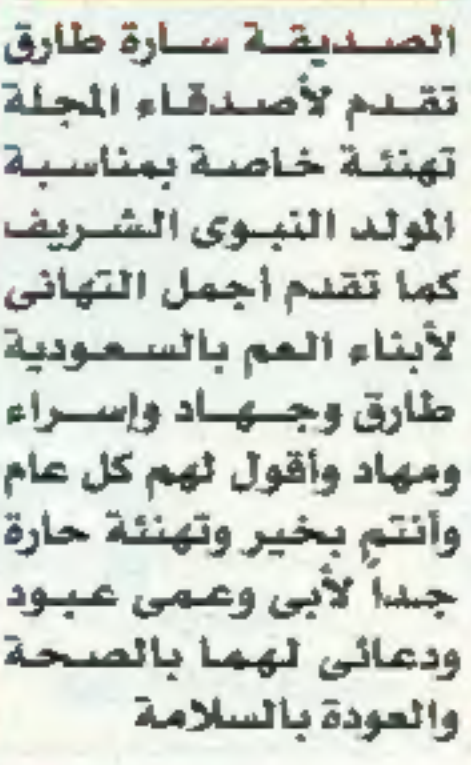 الصديقة سارة طارق
تقدم لأصدقاء المجلة
تهنئة خاصة بمناسبة
المولد النبوى الشريف
كما تقدم أجمل التهانى
لأبناء العم بالسعودية
طارق وجهاد وإسراء
ومهاد وأقول لهم كل عام
وأنتم بخير وتهنئة حارة
جداً لأبى وعمى عبود
ودعائى لهما بالصحة
والعودة بالسلامة